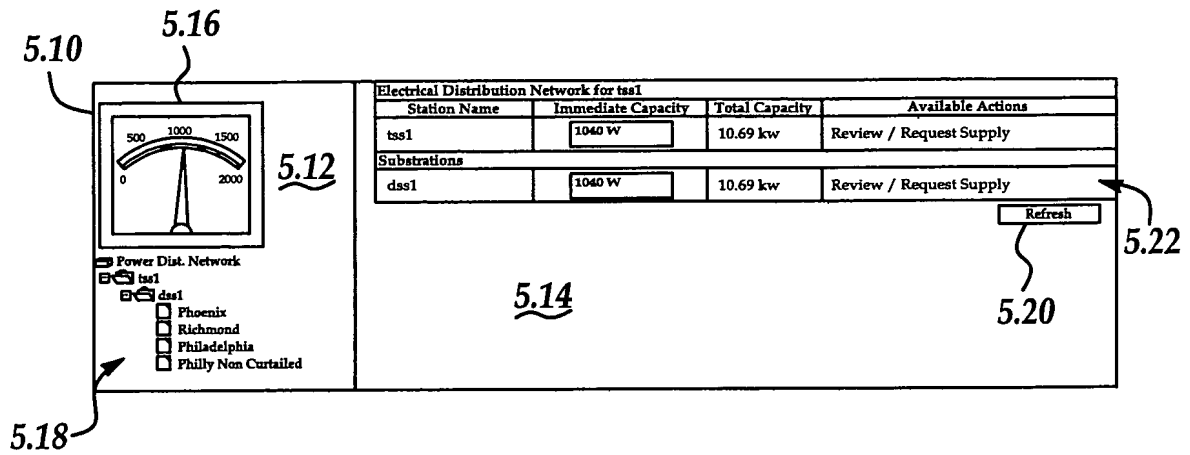 5.16
5.10
500 1000 1500
0 2000
5.12
Power Dist. Network
tss1
dss1
Phoenix
Richmond
Philadelphia
Philly Non Curtailed
5.18
Electrical Distribution Network for tss1
Station Name Immediate Capacity Total Capacity Available Actions
tss1 1040 W 10.69 kw Review / Request Supply
Substrations
dss1 1040 W 10.69 kw Review / Request Supply
Refresh
5.22
5.14
5.20